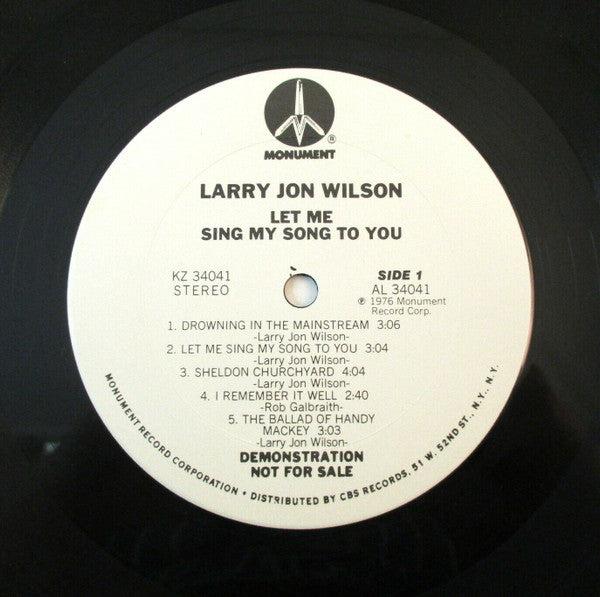 ®
MONUMENT
LARRY JON WILSON
LET ME
SING MY SONG TO YOU
KZ 34041
STEREO
SIDE 1
AL 34041
℗ 1976 Monument
Record Corp.
1. DROWNING IN THE MAINSTREAM 3:06
-Larry Jon Wilson-
2. LET ME SING MY SONG TO YOU 3:04
-Larry Jon Wilson-
3. SHELDON CHURCHYARD 4:04
-Larry Jon Wilson-
4. I REMEMBER IT WELL 2:40
-Rob Galbraith-
5. THE BALLAD OF HANDY
MACKEY 3:03
-Larry Jon Wilson-
DEMONSTRATION
NOT FOR SALE
MONUMENT RECORD CORPORATION • DISTRIBUTED BY CBS RECORDS, 51 W. 52ND ST., N.Y., N.Y.